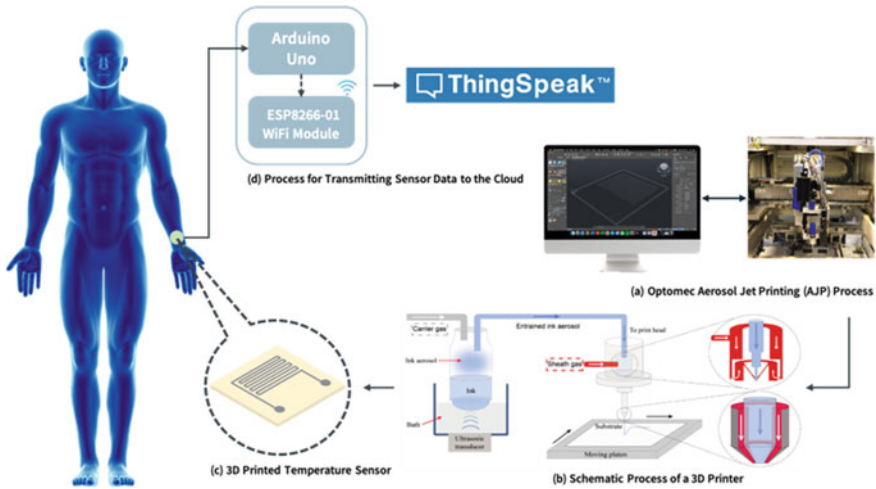 Arduino
Uno
ESP8266-01
WiFi Module
ThingSpeak™
(d) Process for Transmitting Sensor Data to the Cloud
(a) Optomec Aerosol Jet Printing (AJP) Process
Carrier gas
Entrained ink aerosol
To print head
Ink aerosol
Sheath gas
Ink
Bath
Ultrasonic
transducer
Substrate
Moving platen
(c) 3D Printed Temperature Sensor
(b) Schematic Process of a 3D Printer